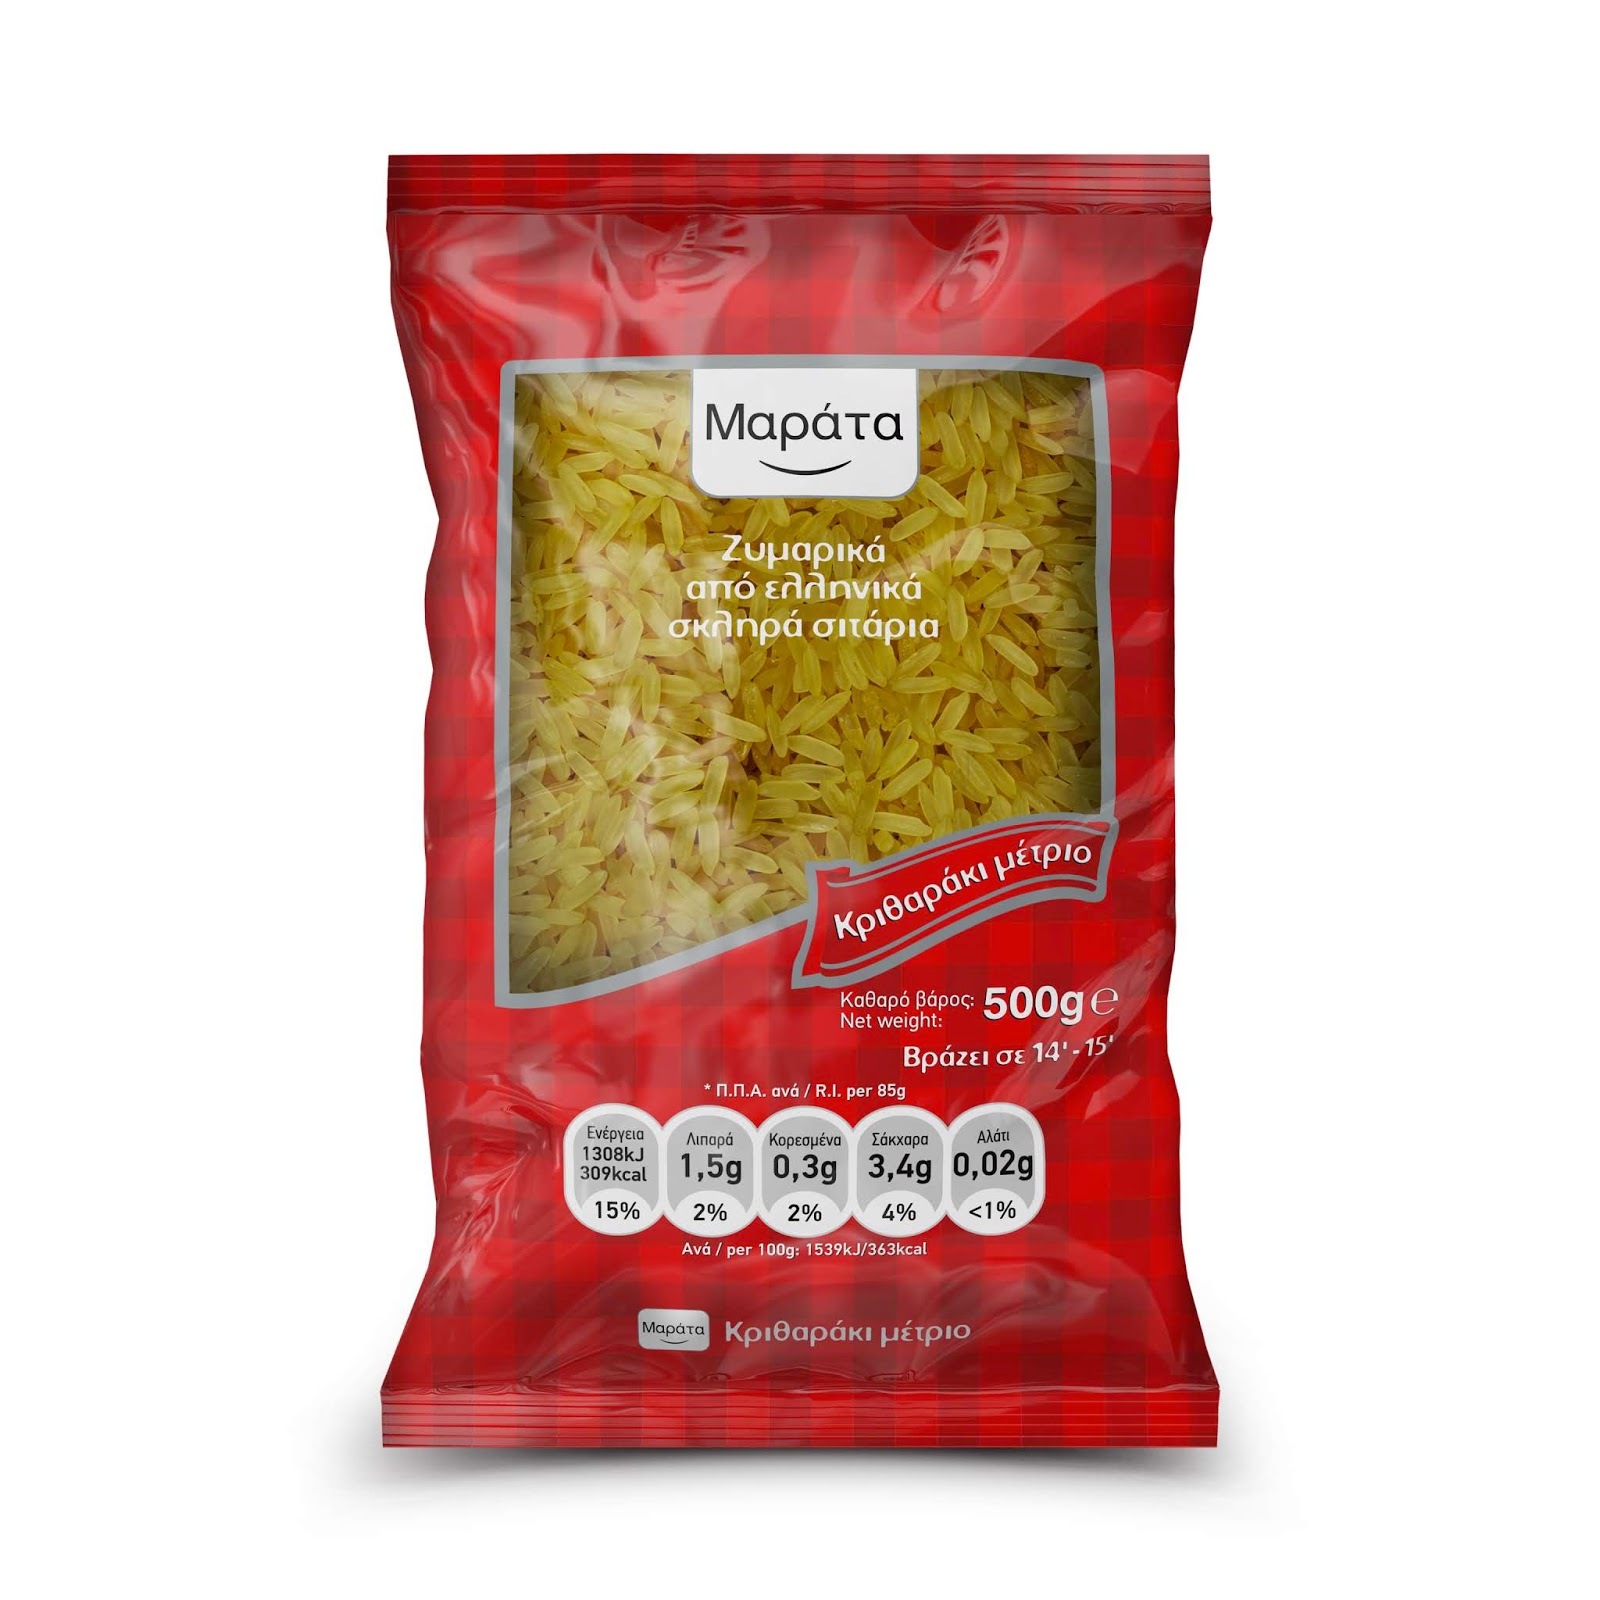 Μαράτα
Ζυμαρικά
από ελληνικά
σκληρά σιτάρια
Κριθαράκι μέτριο
Καθαρό βάρος: 500g ℮
Net weight:
Βράζει σε 14' - 15'
* Π.Π.Α. ανά / R.I. per 85g
Ενέργεια
1308kJ
309kcal
15%
Λιπαρά
1,5g
2%
Κορεσμένα
0,3g
2%
Σάκχαρα
3,4g
4%
Αλάτι
0,02g
<1%
Ανά / per 100g: 1539kJ/363kcal
Μαράτα Κριθαράκι μέτριο